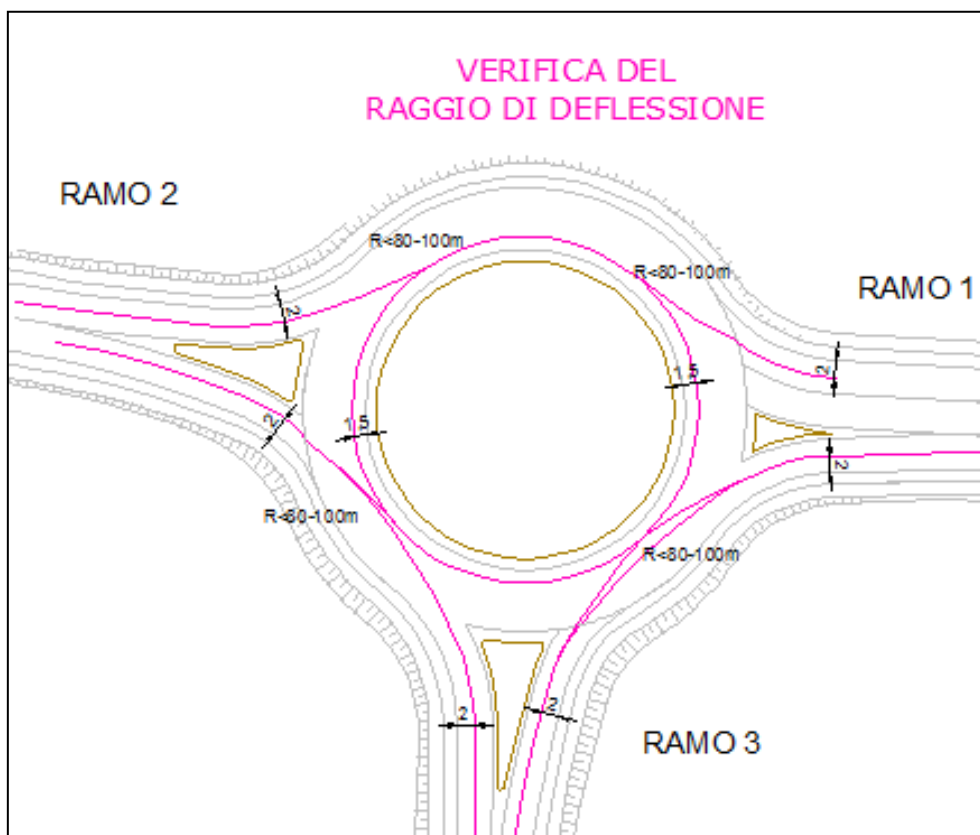 VERIFICA DEL
RAGGIO DI DEFLESSIONE
RAMO 2
R<80-100m
R<80-100m
RAMO 1
2
2
1.5
1.5
2
2
R<80-100m
R<80-100m
2
2
RAMO 3